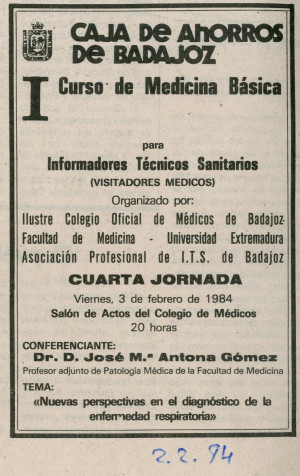 CAJA DE AHORROS
DE BADAJOZ
I Curso de Medicina Básica
para
Informadores Técnicos Sanitarios
(VISITADORES MEDICOS)
Organizado por:
Ilustre Colegio Oficial de Médicos de Badajoz
Facultad de Medicina - Universidad Extremadura
Asociación Profesional de I.T.S. de Badajoz
CUARTA JORNADA
Viernes, 3 de febrero de 1984
Salón de Actos del Colegio de Médicos
20 horas
CONFERENCIANTE:
Dr. D. José M.ª Antona Gómez
Profesor adjunto de Patología Médica de la Facultad de Medicina
TEMA:
«Nuevas perspectivas en el diagnóstico de la
enfermedad respiratoria»
2.2.84